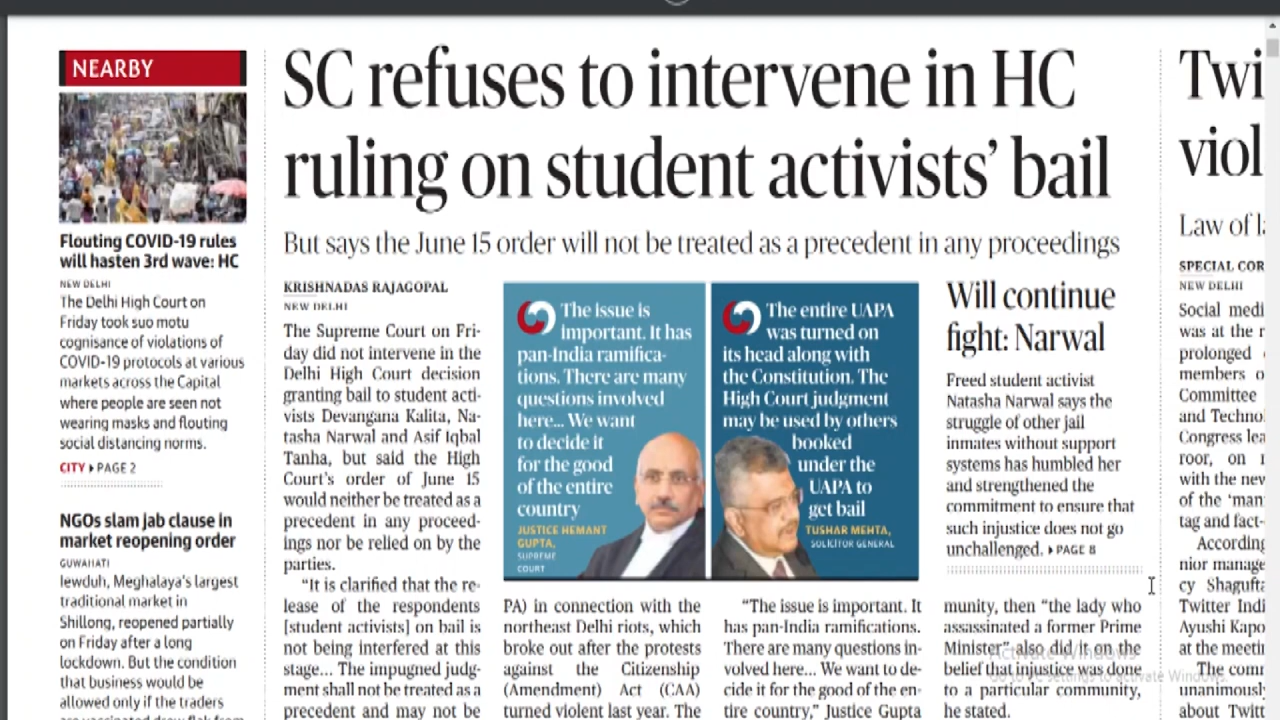 NEARBY
Flouting COVID-19 rules
will hasten 3rd wave: HC
NEW DELHI
The Delhi High Court on
Friday took suo motu
cognisance of violations of
COVID-19 protocols at various
markets across the Capital
where people are seen not
wearing masks and flouting
social distancing norms.
CITY PAGE 2
NGOs slam jab clause in
market reopening order
GUWAHATI
Iewduh, Meghalaya's largest
traditional market in
Shillong, reopened partially
on Friday after a long
lockdown. But the condition
that business would be
allowed only if the traders
SC refuses to intervene in HC
ruling on student activists' bail
But says the June 15 order will not be treated as a precedent in any proceedings
KRISHNADAS RAJAGOPAL
NEW DELHI
The Supreme Court on Fri-
day did not intervene in the
Delhi High Court decision
granting bail to student acti-
vists Devangana Kalita, Na-
tasha Narwal and Asif Iqbal
Tanha, but said the High
Court's order of June 15
would neither be treated as a
precedent in any proceed-
ings nor be relied on by the
parties.
"It is clarified that the re-
lease of the respondents
[student activists] on bail is
not being interfered at this
stage... The impugned judg-
ment shall not be treated as a
precedent and may not be
The issue is
important. It has
pan-India ramifica-
tions. There are many
questions involved
here... We want
to decide it
for the good
of the entire
country
JUSTICE HEMANT
GUPTA,
SUPREME
COURT
The entire UAPA
was turned on
its head along with
the Constitution. The
High Court judgment
may be used by others
booked
under the
UAPA to
get bail
TUSHAR MEHTA,
SOLICITOR GENERAL
PA) in connection with the
northeast Delhi riots, which
broke out after the protests
against the Citizenship
(Amendment) Act (CAA)
turned violent last year. The
"The issue is important. It
has pan-India ramifications.
There are many questions in-
volved here... We want to de-
cide it for the good of the en-
tire country," Justice Gupta
Will continue
fight: Narwal
Freed student activist
Natasha Narwal says the
struggle of other jail
inmates without support
systems has humbled her
and strengthened the
commitment to ensure that
such injustice does not go
unchallenged. PAGE 8
munity, then "the lady who
assassinated a former Prime
Minister" also did it on the
belief that injustice was done
to a particular community,
he stated.
Twi
viol
Law of l
SPECIAL COR
NEW DELHI
Social medi
was at the r
prolonged
members o
Committee
and Techno
Congress lea
roor, on
with the new
of the 'man
tag and fact-
According
nior manage
cy Shagufta
Twitter Indi
Ayushi Kapo
at the meeti
The com
unanimously
about Twitt
Activate Windows
Go to PC settings to activate Windows.